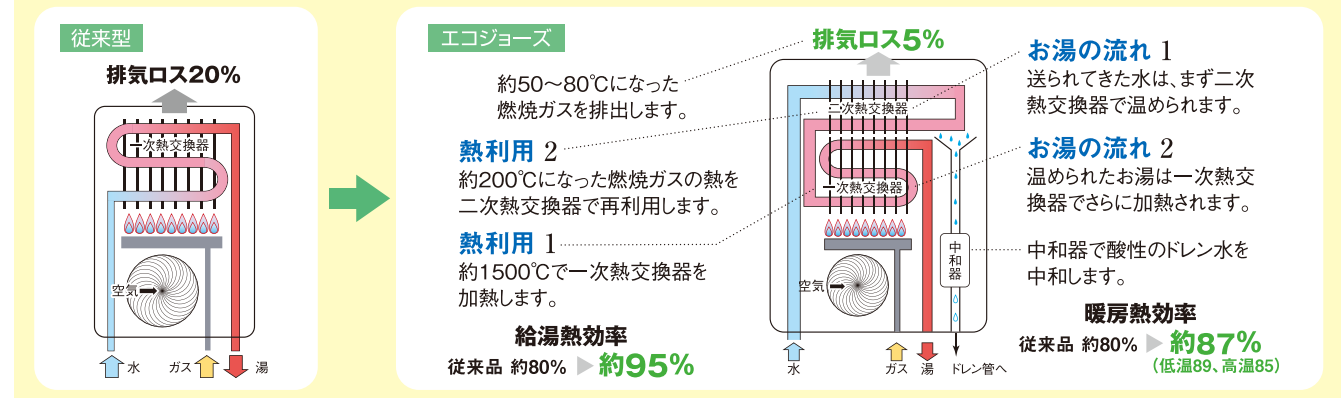 従来型
排気ロス20%
一次熱交換器
空気
水
ガス
湯
エコジョーズ
排気ロス5%
約50〜80℃になった
燃焼ガスを排出します。
熱利用 2
約200℃になった燃焼ガスの熱を
二次熱交換器で再利用します。
熱利用 1
約1500℃で一次熱交換器を
加熱します。
給湯熱効率
従来品 約80% ▶ 約95%
二次熱交換器
一次熱交換器
空気
中和器
水
ガス
湯
ドレン管へ
お湯の流れ 1
送られてきた水は、まず二次
熱交換器で温められます。
お湯の流れ 2
温められたお湯は一次熱交
換器でさらに加熱されます。
中和器で酸性のドレン水を
中和します。
暖房熱効率
従来品 約80% ▶ 約87%
(低温89、高温85)